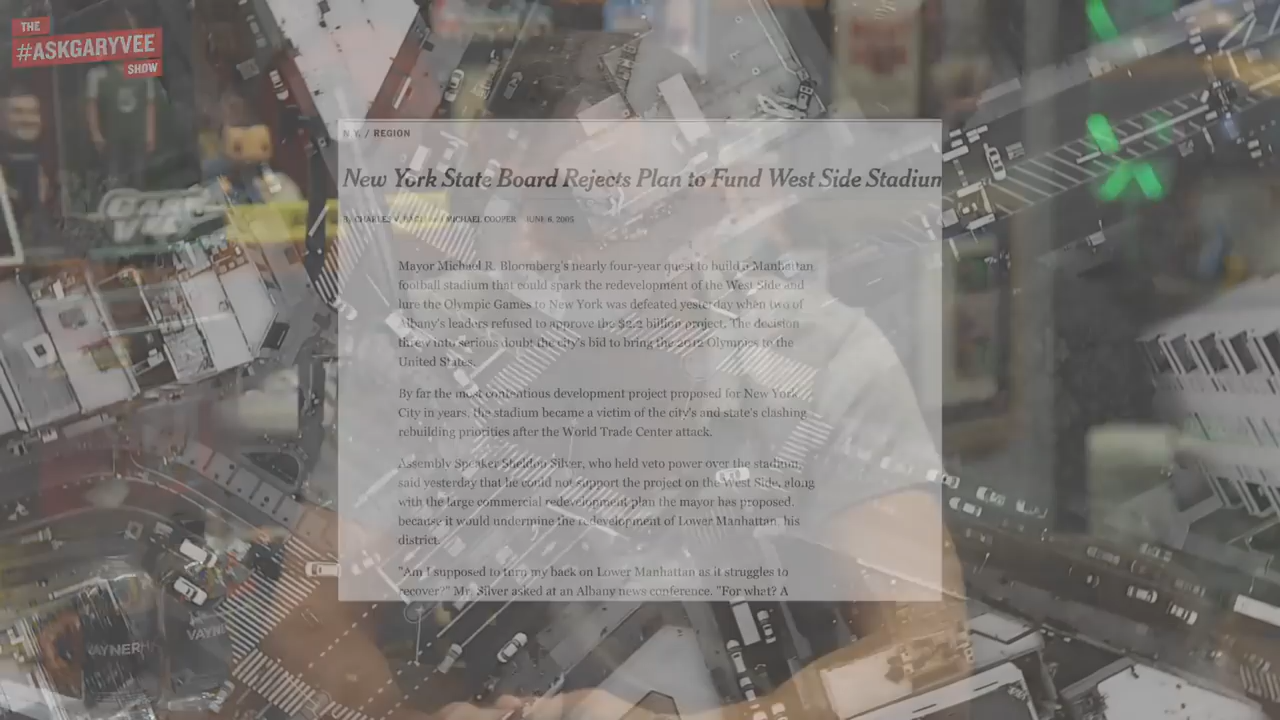 THE
#ASKGARYVEE
SHOW
N.Y. / REGION
New York State Board Rejects Plan to Fund West Side Stadium
MICHAEL COOPER JUNE 6, 2005
Mayor Michael R. Bloomberg's nearly four-year quest to build a Manhattan
football stadium that could spark the redevelopment of the West Side and
lure the Olympic Games to New York was defeated yesterday when two of
Albany's leaders refused to approve the $2.2 billion project. The decision
threw into serious doubt the city's bid to bring the 2012 Olympics to the
United States.
By far the most contentious development project proposed for New York
City in years, the stadium became a victim of the city's and state's clashing
rebuilding priorities after the World Trade Center attack.
Assembly Speaker Sheldon Silver, who held veto power over the stadium,
said yesterday that he could not support the project on the West Side, along
with the large commercial redevelopment plan the mayor has proposed,
because it would undermine the redevelopment of Lower Manhattan, his
district.
"Am I supposed to turn my back on Lower Manhattan as it struggles to
recover?" Mr. Silver asked at an Albany news conference. "For what? A
GARY
VEE
VAYNER
VAYN